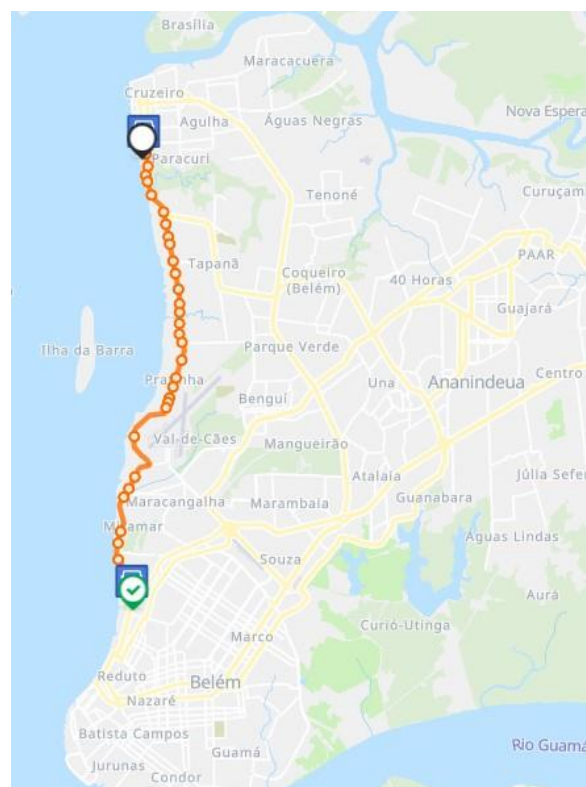 Brasília
Maracacuera
Cruzeiro
Agulha
Águas Negras
Nova Espera
Paracuri
Tenoné
Curuçam
Tapanã
PAAR
Coqueiro
(Belém)
40 Horas
Guajará
Ilha da Barra
Parque Verde
Centro
Una
Ananindeua
Benguí
Val-de-Cães
Mangueirão
Atalaía
Júlia Sefer
Maracangalha
Marambaia
Guanabara
Miramar
Águas Lindas
Souza
Aurá
Curió-Utinga
Marco
Reduto
Belém
Nazaré
Batista Campos
Rio Guamá
Guamá
Jurunas
Condor